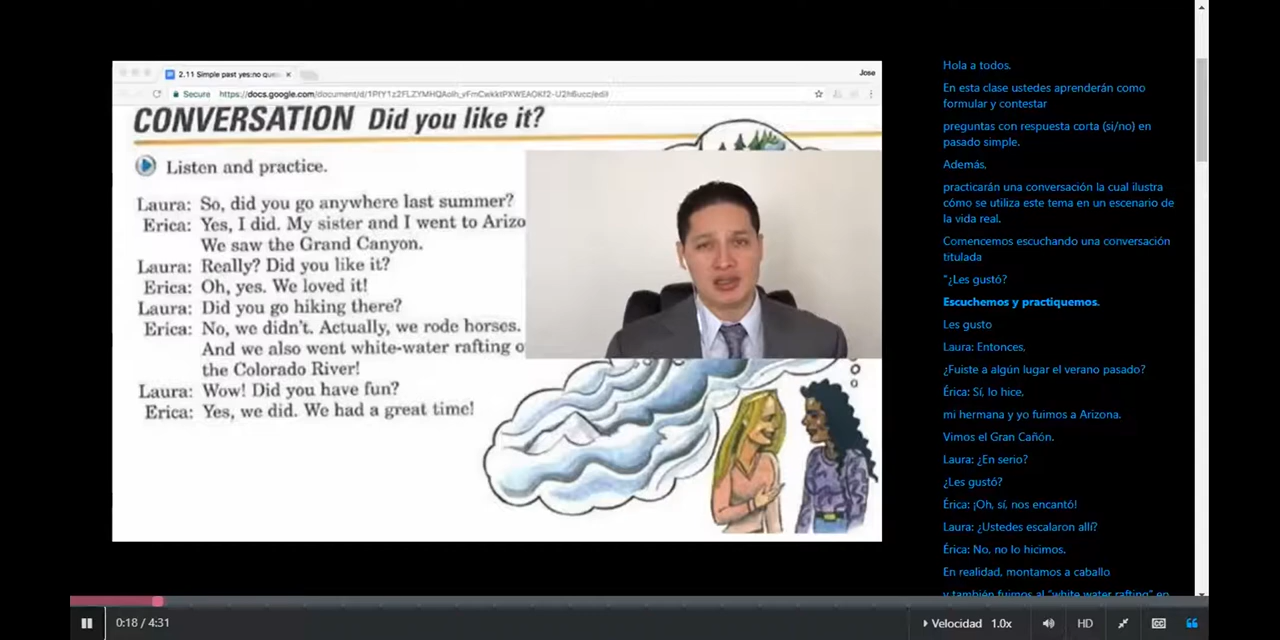 2.11 Simple past yes:no ques
Jose
Secure
CONVERSATION Did you like it?
Listen and practice.
Laura: So, did you go anywhere last summer?
Erica: Yes, I did. My sister and I went to Arizo
We saw the Grand Canyon.
Laura: Really? Did you like it?
Erica: Oh, yes. We loved it!
Laura: Did you go hiking there?
Erica: No, we didn't. Actually, we rode horses.
And we also went white-water rafting o
the Colorado River!
Laura: Wow! Did you have fun?
Erica: Yes, we did. We had a great time!
Hola a todos.
En esta clase ustedes aprenderán como
formular y contestar
preguntas con respuesta corta (si/no) en
pasado simple.
Además,
practicarán una conversación la cual ilustra
cómo se utiliza este tema en un escenario de
la vida real.
Comencemos escuchando una conversación
titulada
"¿Les gustó?
Escuchemos y practiquemos.
Les gusto
Laura: Entonces,
¿Fuiste a algún lugar el verano pasado?
Érica: Sí, lo hice,
mi hermana y yo fuimos a Arizona.
Vimos el Gran Cañón.
Laura: ¿En serio?
¿Les gustó?
Érica: ¡Oh, sí, nos encantó!
Laura: ¿Ustedes escalaron allí?
Érica: No, no lo hicimos.
En realidad, montamos a caballo
y también fuimos al "white water rafting" en
0:18 / 4:31
Velocidad 1.0x
HD